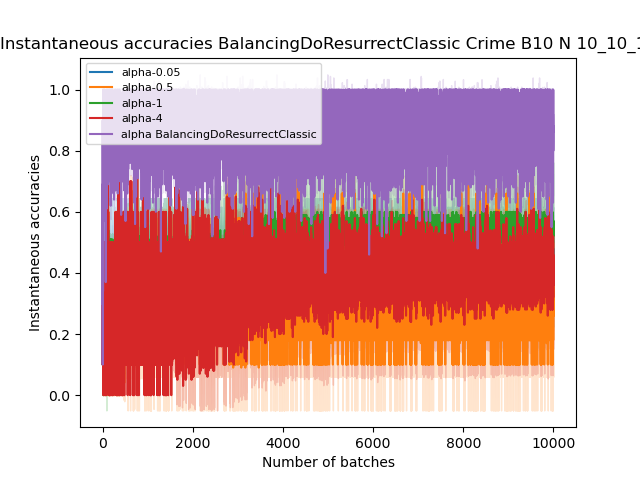 Instantaneous accuracies BalancingDoResurrectClassic Crime B10 N 10_10_1
alpha-0.05
alpha-0.5
alpha-1
alpha-4
alpha BalancingDoResurrectClassic
Instantaneous accuracies
1.0
0.8
0.6
0.4
0.2
0.0
0 2000 4000 6000 8000 10000
Number of batches